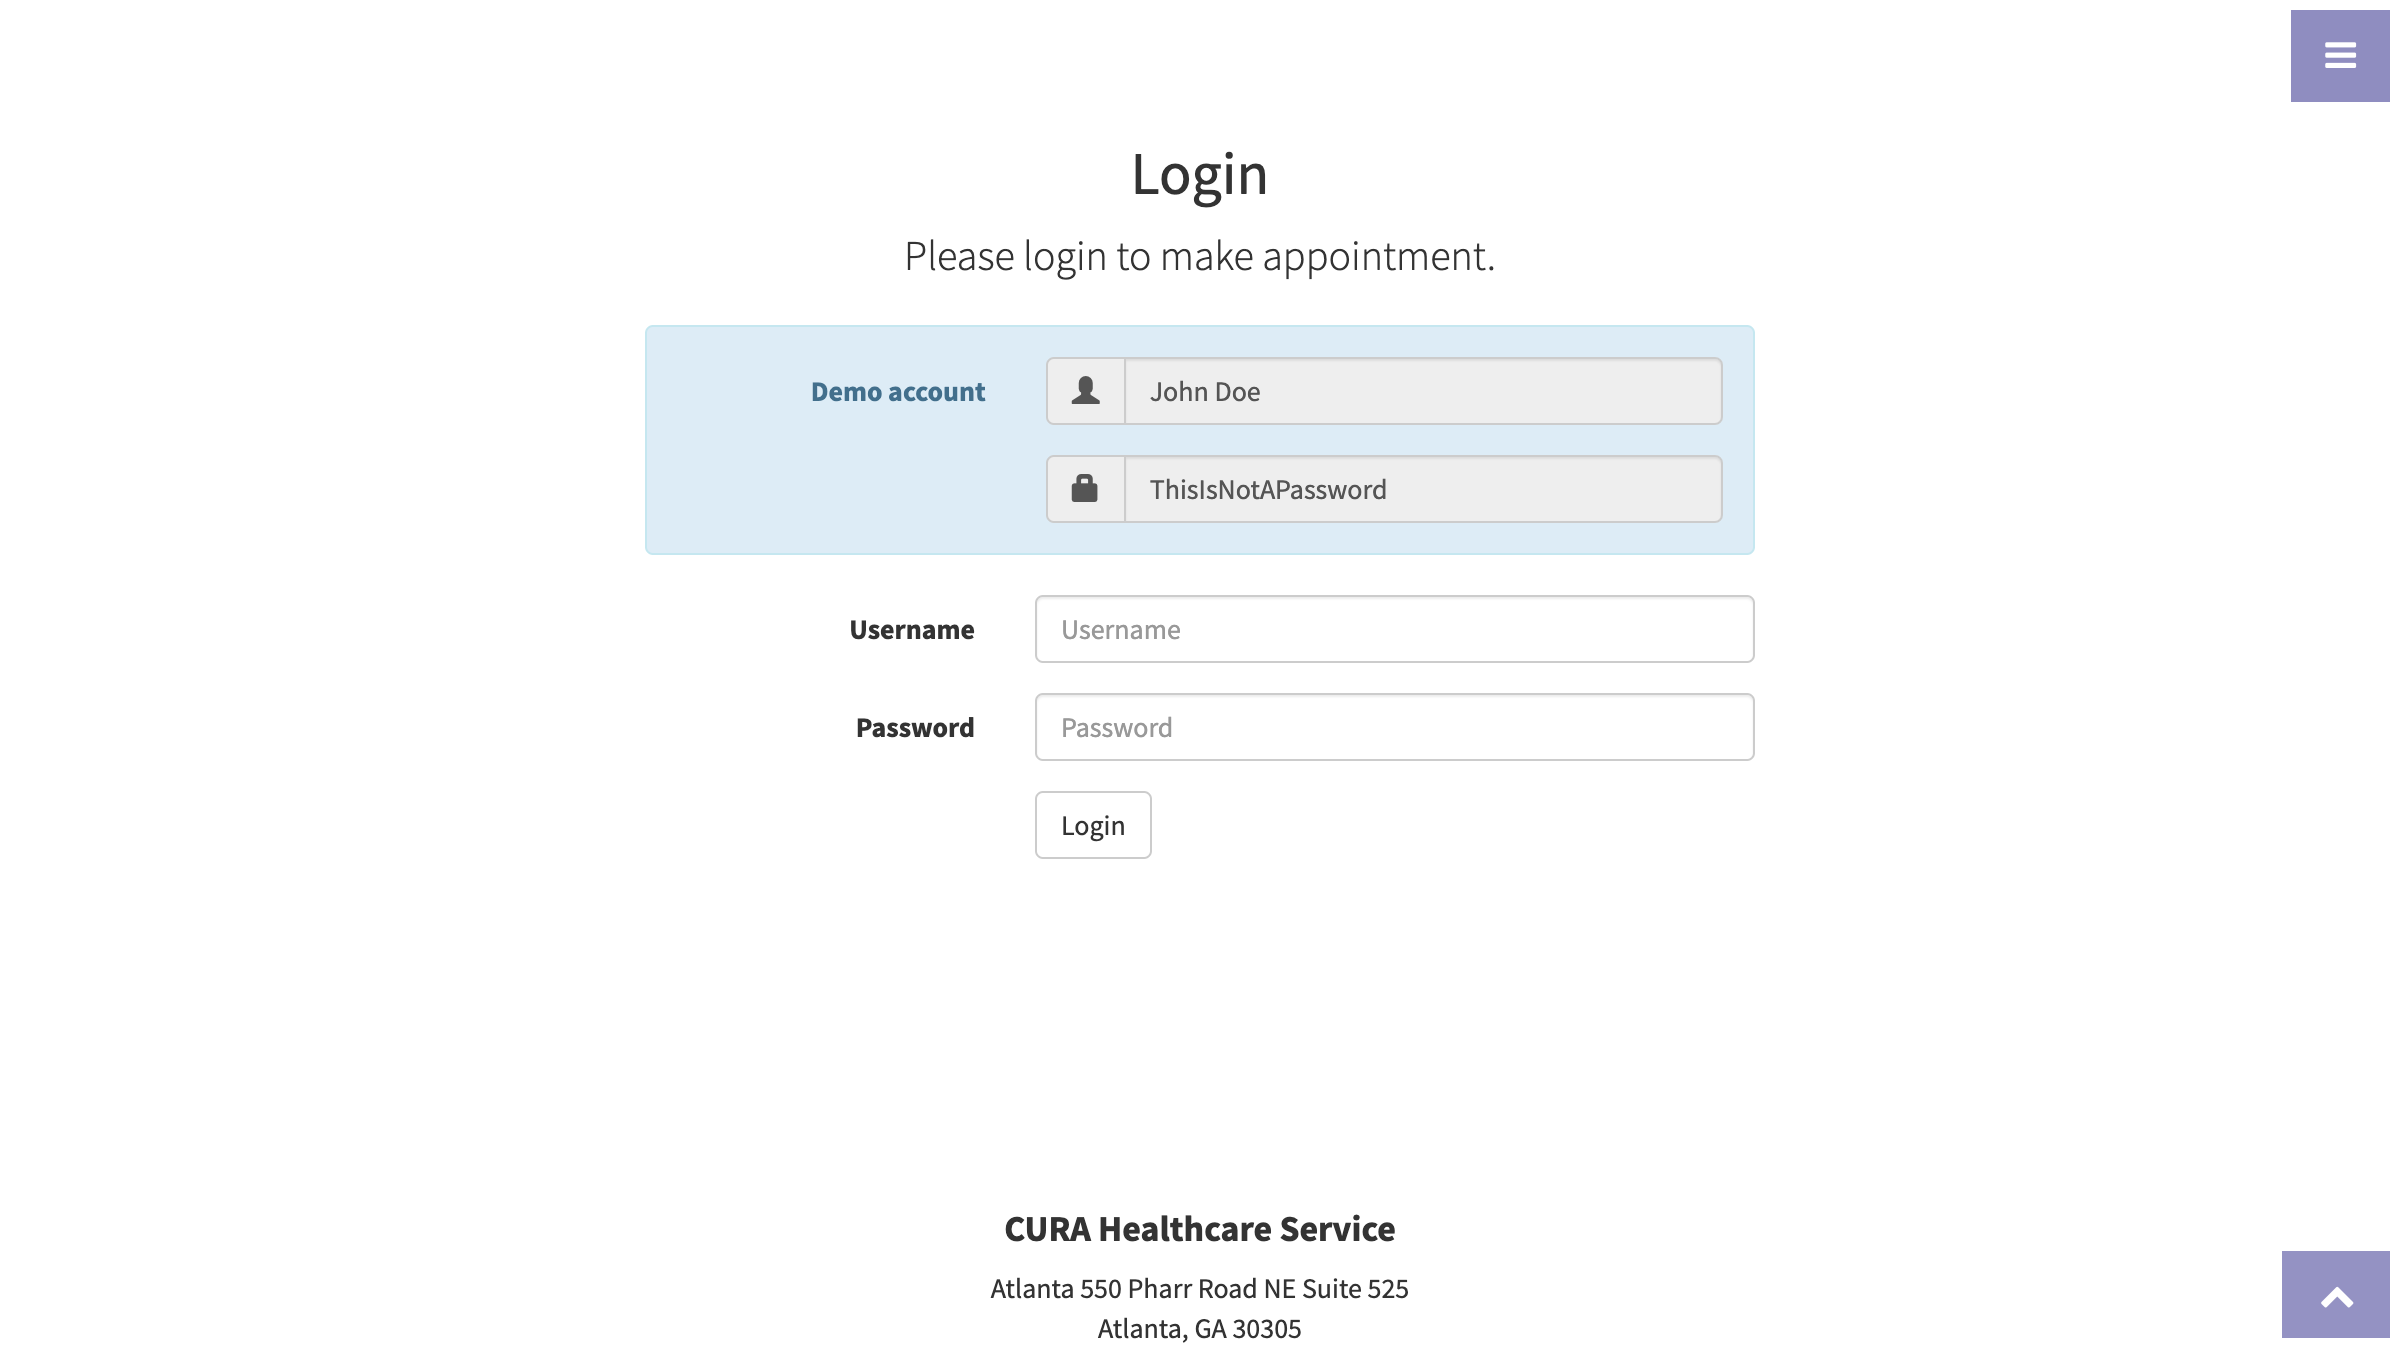 Login
Please login to make appointment.
Demo account
John Doe
ThisIsNotAPassword
Username
Username
Password
Password
Login
CURA Healthcare Service
Atlanta 550 Pharr Road NE Suite 525
Atlanta, GA 30305